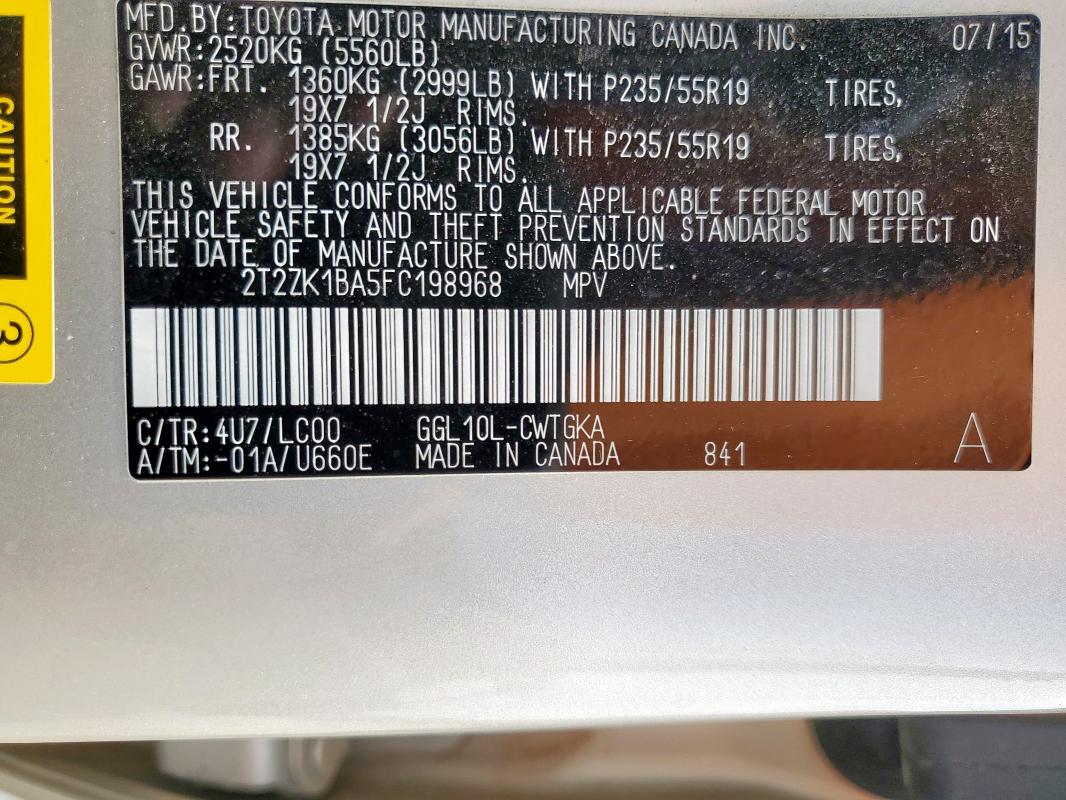 MFD. BY:TOYOTA MOTOR MANUFACTURING CANADA INC. 07/15
GVWR:2520KG (5560LB)
GAWR:FRT. 1360KG (2999LB) WITH P235/55R19 TIRES,
19X7 1/2J RIMS.
RR. 1385KG (3056LB) WITH P235/55R19 TIRES,
19X7 1/2J RIMS.
THIS VEHICLE CONFORMS TO ALL APPLICABLE FEDERAL MOTOR
VEHICLE SAFETY AND THEFT PREVENTION STANDARDS IN EFFECT ON
THE DATE OF MANUFACTURE SHOWN ABOVE.
2T2ZK1BA5FC198968 MPV
C/TR:4U7/LC00 GGL10L-CWTGKA
A/TM:-01A/U660E MADE IN CANADA 841 A
CAUTION
3